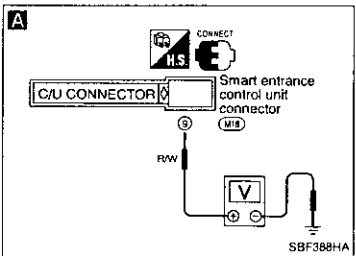 A
CONNECT
H.S.
C/U CONNECTOR
Smart entrance
control unit
connector
9
M18
R/W
V
+ -
SBF388HA